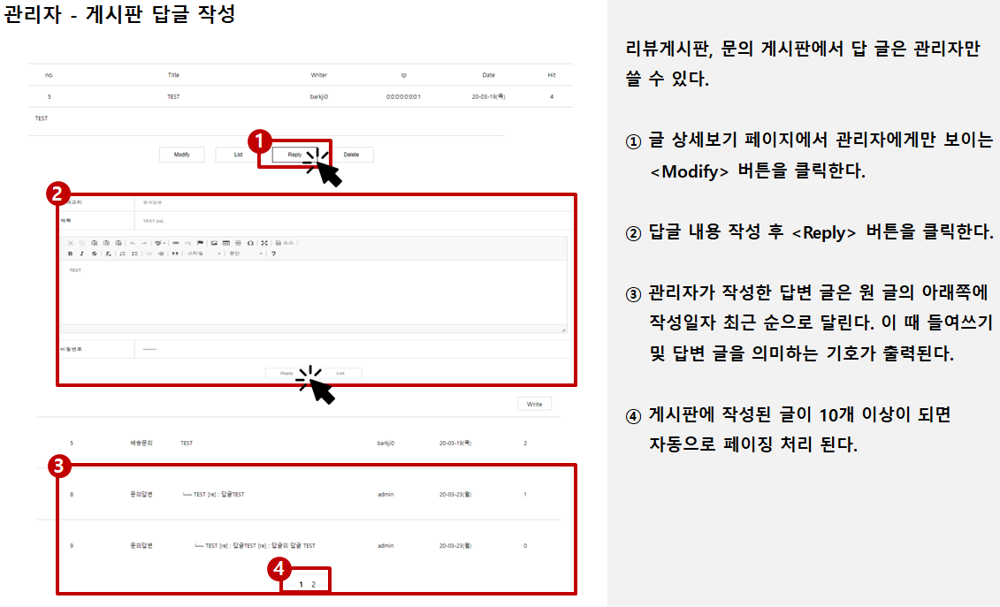 관리자 - 게시판 답글 작성
no. Title Writer Ip Date Hit
5 TEST barkji0 0:0:0:0:0:0:0:1 20-03-19(목) 4
TEST
1
Modify List Reply Delete
2
문의답변
제목 TEST [re] :
스타일 문단
TEST
비밀번호 ••••••••
Reply List
Write
5 배송문의 TEST barkji0 20-03-19(목) 2
3
8 문의답변 TEST [re] : 답글TEST admin 20-03-23(월) 1
9 문의답변 TEST [re] : 답글TEST [re] : 답글의 답글 TEST admin 20-03-23(월) 0
4
1 2
리뷰게시판, 문의 게시판에서 답 글은 관리자만
쓸 수 있다.
① 글 상세보기 페이지에서 관리자에게만 보이는
<Modify> 버튼을 클릭한다.
② 답글 내용 작성 후 <Reply> 버튼을 클릭한다.
③ 관리자가 작성한 답변 글은 원 글의 아래쪽에
작성일자 최근 순으로 달린다. 이 때 들여쓰기
및 답변 글을 의미하는 기호가 출력된다.
④ 게시판에 작성된 글이 10개 이상이 되면
자동으로 페이징 처리 된다.